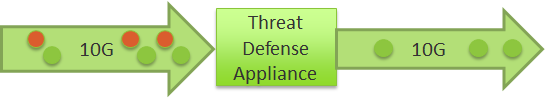 10G
Threat
Defense
Appliance
10G